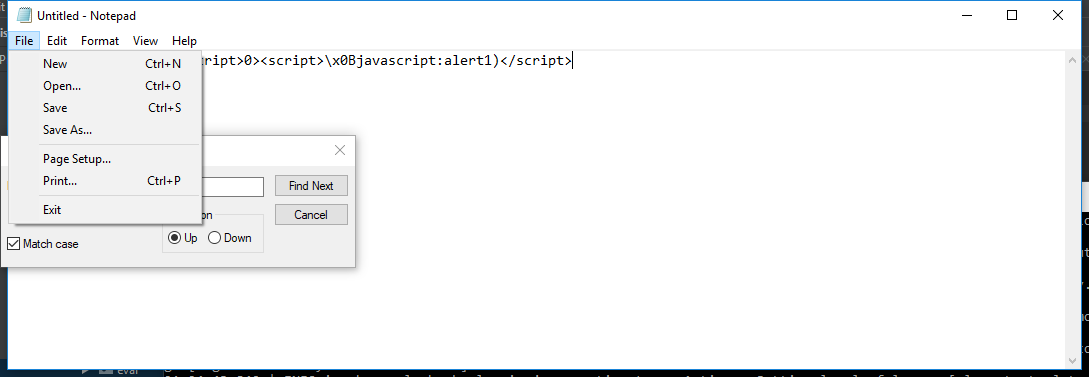 Untitled - Notepad
File Edit Format View Help
ript>0><script>\x0Bjavascript:alert1)</script>
New Ctrl+N
Open... Ctrl+O
Save Ctrl+S
Save As...
Page Setup...
Print... Ctrl+P
Exit
Find Next
Cancel
Up Down
Match case